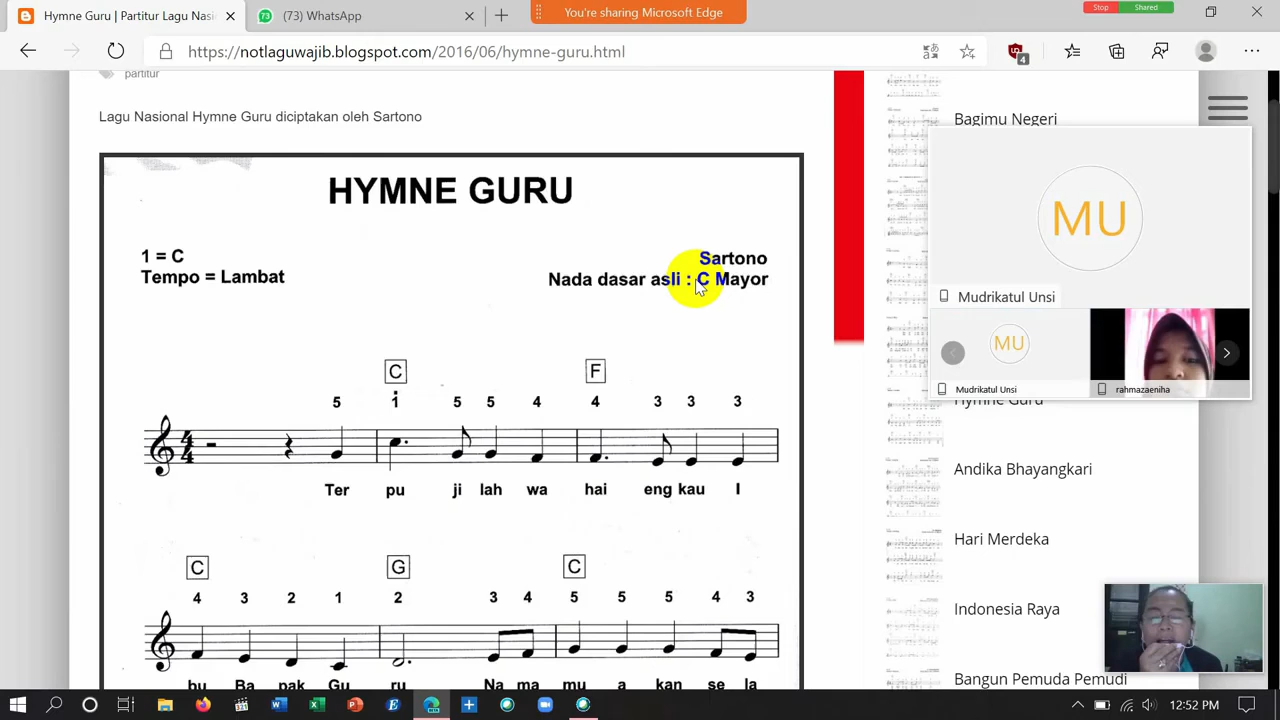 Hymne Guru | Partitur Lagu Nasi
(73) WhatsApp
You're sharing Microsoft Edge
Stop
Shared
https://notlaguwajib.blogspot.com/2016/06/hymne-guru.html
4
partitur
Lagu Nasional Hymne Guru diciptakan oleh Sartono
HYMNE GURU
1 = C
Sartono
Tempo = Lambat
Nada dasar asli : C Mayor
C F
5 1 5 5 4 4 3 3 3
4
4
Ter pu ji lah wa hai eng kau I
C G C
4 3 2 1 2 3 4 5 5 5 4 3
Ba Gu Na ma mu a kan se la
Bagimu Negeri
MU
Mudrikatul Unsi
MU
Mudrikatul Unsi
rahmazaeniha
Hymne Guru
Andika Bhayangkari
Hari Merdeka
Indonesia Raya
Bangun Pemuda Pemudi
12:52 PM